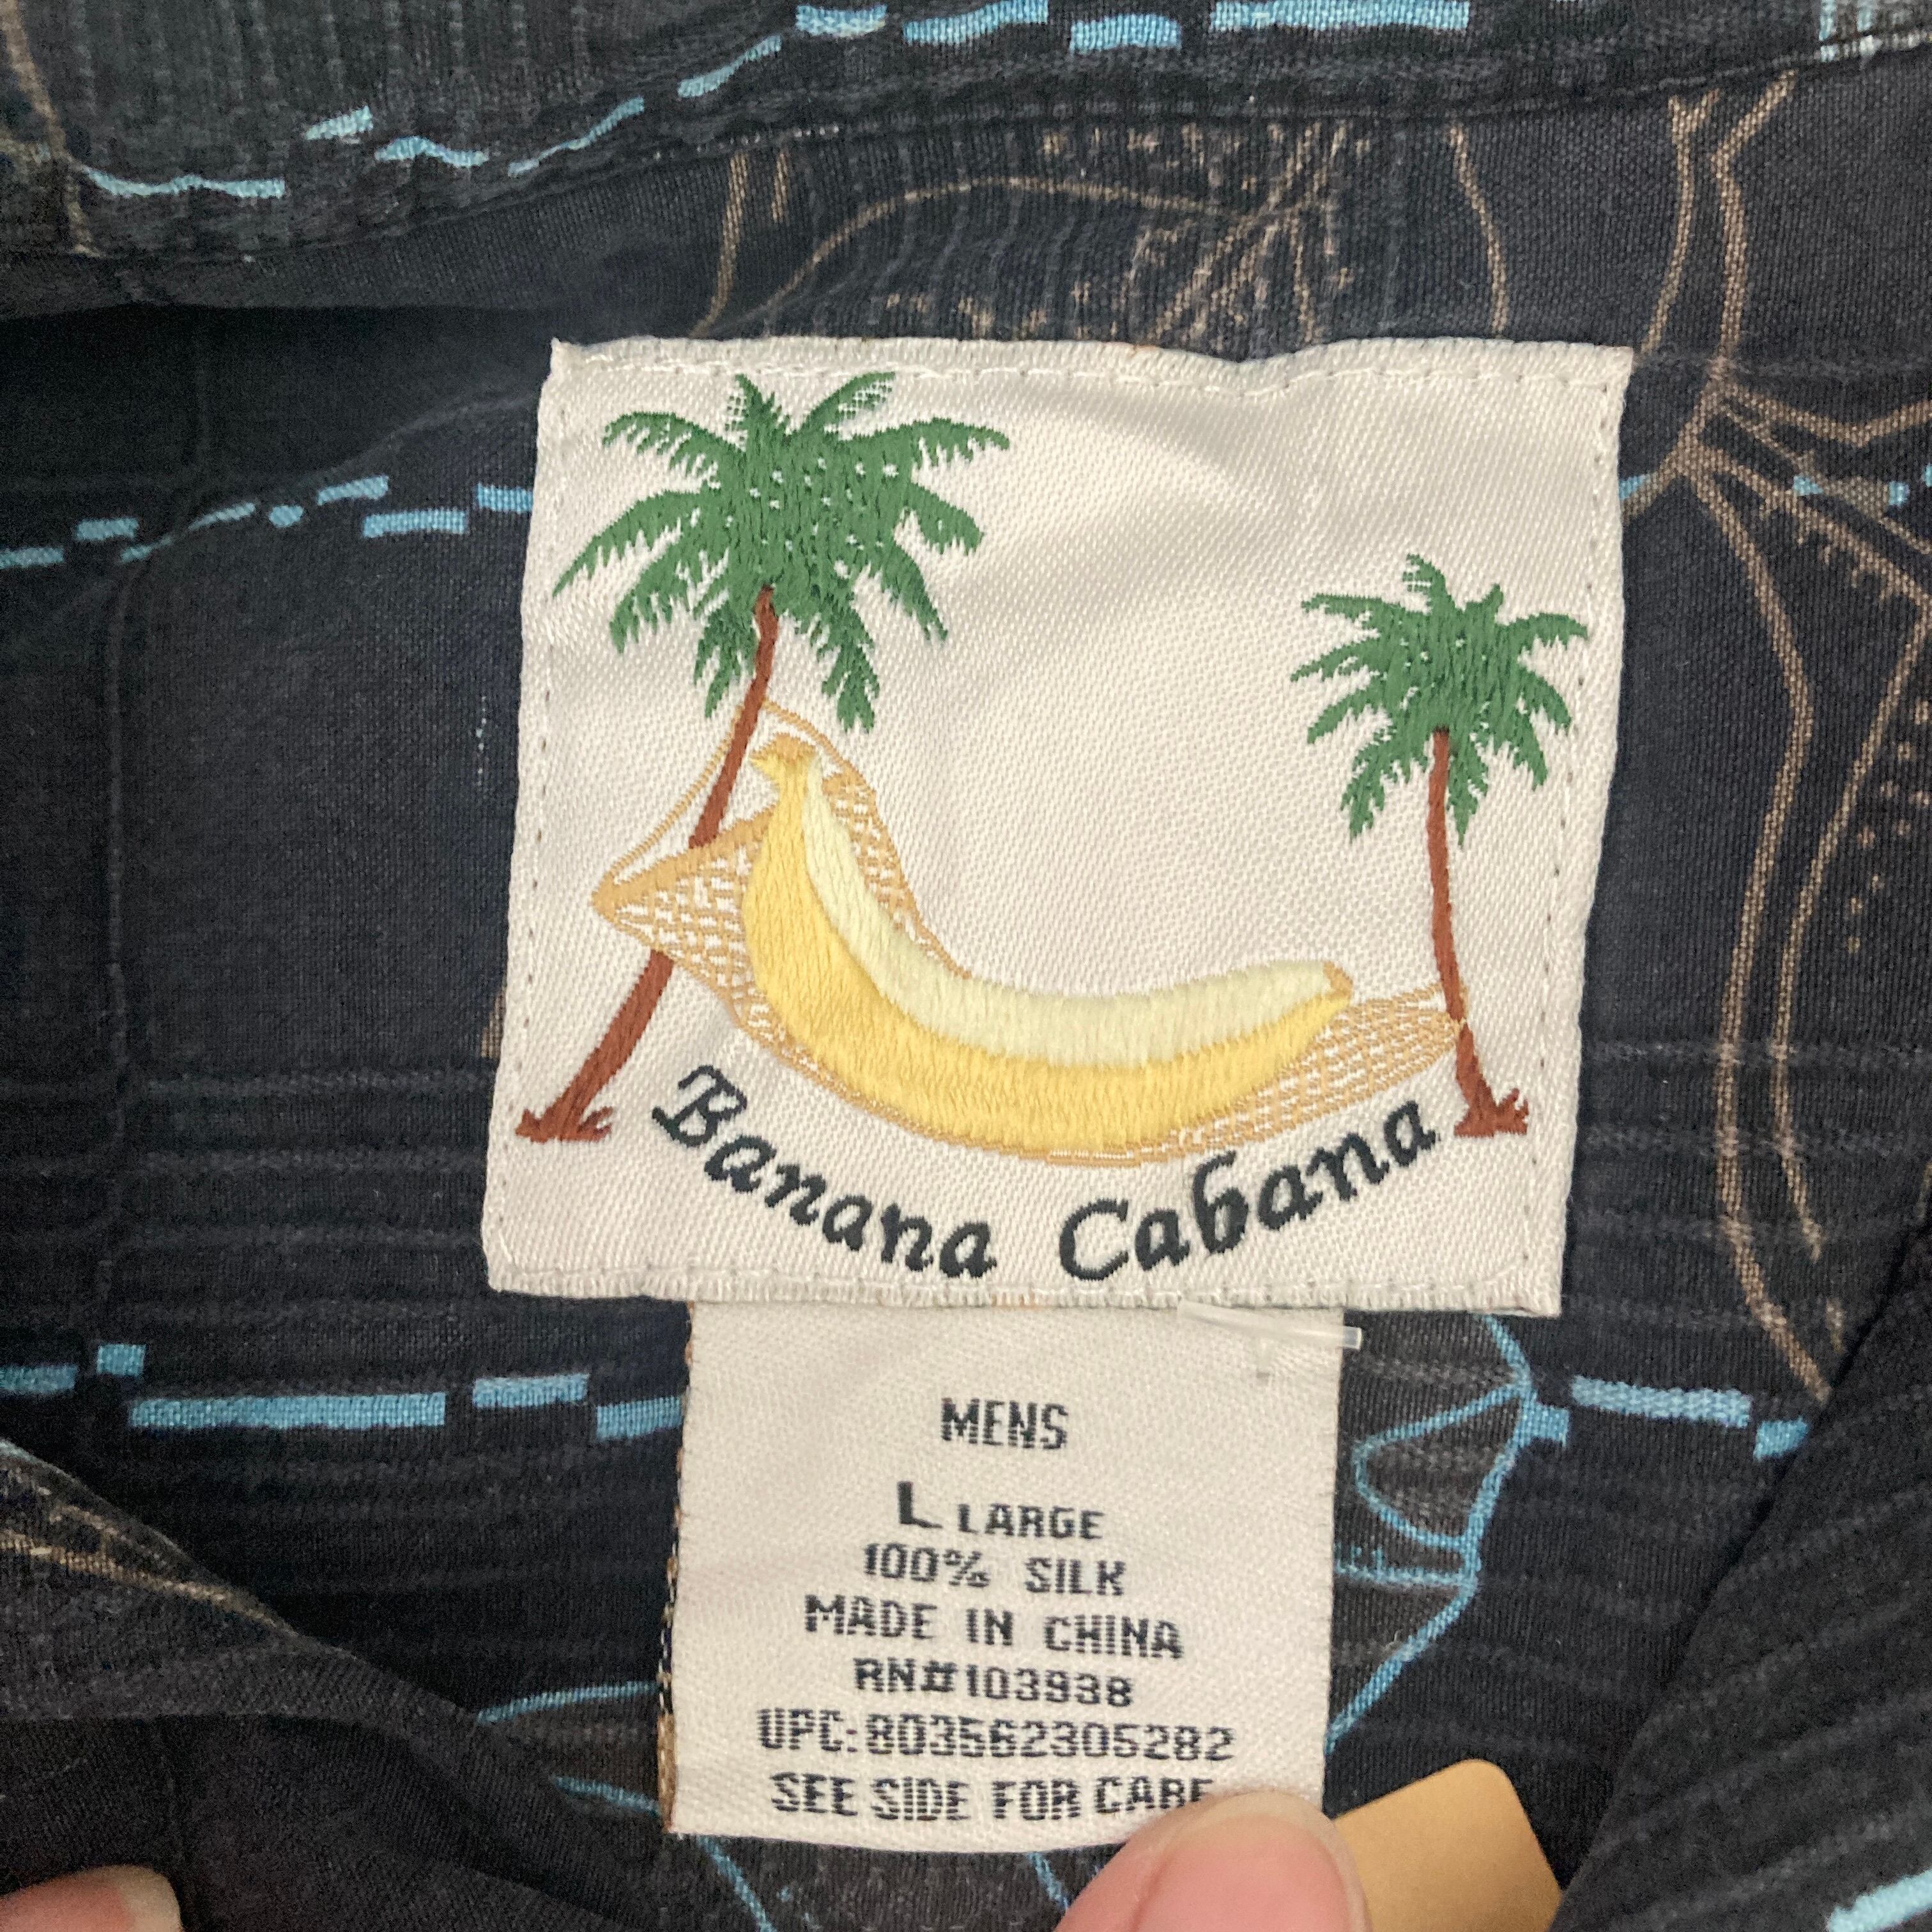 Banana Cabana
MENS
L LARGE
100% SILK
MADE IN CHINA
RN#103938
UPC:803562305282
SEE SIDE FOR CARE